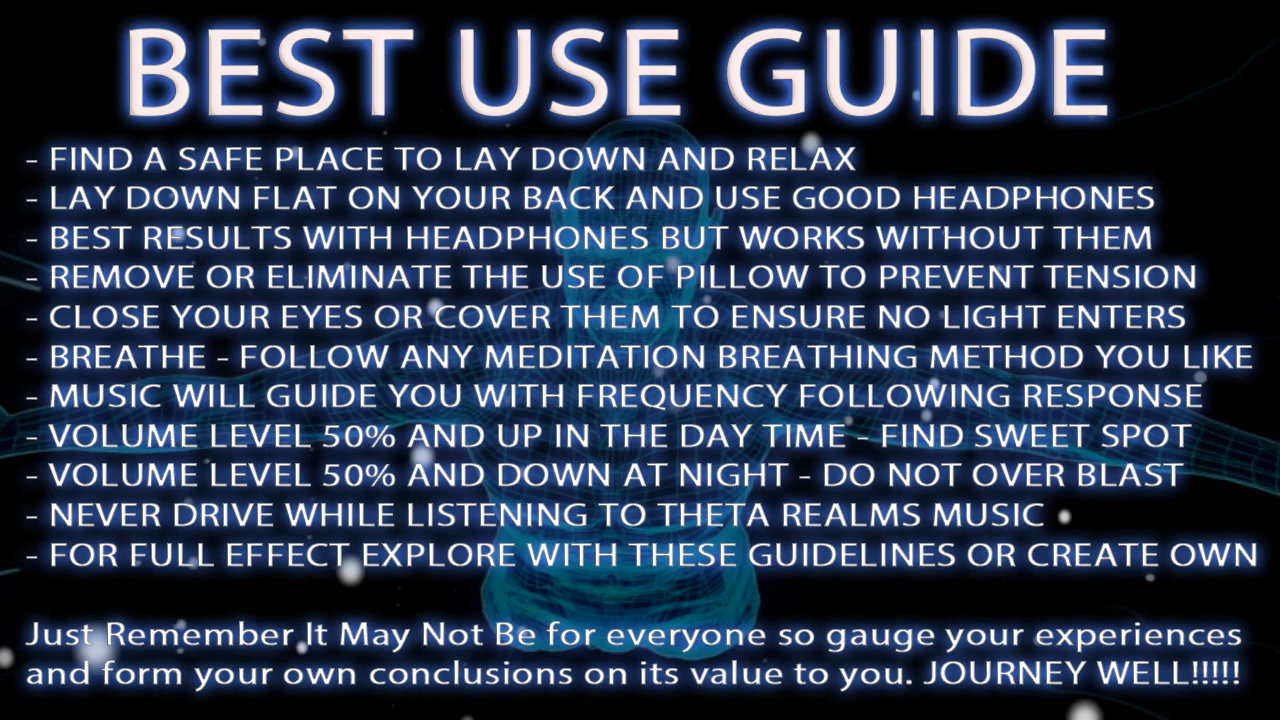 BEST USE GUIDE
- FIND A SAFE PLACE TO LAY DOWN AND RELAX
- LAY DOWN FLAT ON YOUR BACK AND USE GOOD HEADPHONES
- BEST RESULTS WITH HEADPHONES BUT WORKS WITHOUT THEM
- REMOVE OR ELIMINATE THE USE OF PILLOW TO PREVENT TENSION
- CLOSE YOUR EYES OR COVER THEM TO ENSURE NO LIGHT ENTERS
- BREATHE - FOLLOW ANY MEDITATION BREATHING METHOD YOU LIKE
- MUSIC WILL GUIDE YOU WITH FREQUENCY FOLLOWING RESPONSE
- VOLUME LEVEL 50% AND UP IN THE DAY TIME - FIND SWEET SPOT
- VOLUME LEVEL 50% AND DOWN AT NIGHT - DO NOT OVER BLAST
- NEVER DRIVE WHILE LISTENING TO THETA REALMS MUSIC
- FOR FULL EFFECT EXPLORE WITH THESE GUIDELINES OR CREATE OWN
Just Remember It May Not Be for everyone so gauge your experiences
and form your own conclusions on its value to you. JOURNEY WELL!!!!!